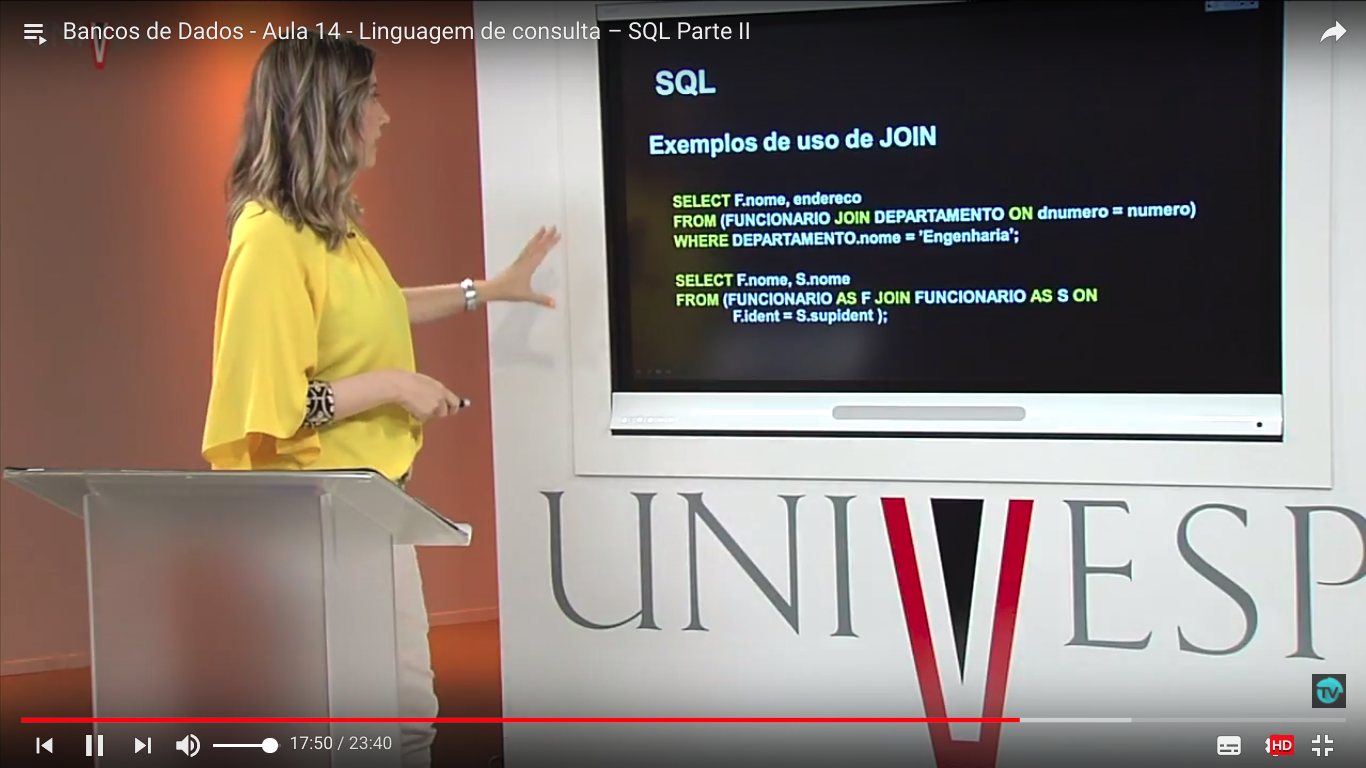 Bancos de Dados - Aula 14 - Linguagem de consulta – SQL Parte II
SQL
Exemplos de uso de JOIN
SELECT F.nome, endereco
FROM (FUNCIONARIO JOIN DEPARTAMENTO ON dnumero = numero)
WHERE DEPARTAMENTO.nome = 'Engenharia';
SELECT F.nome, S.nome
FROM (FUNCIONARIO AS F JOIN FUNCIONARIO AS S ON
F.ident = S.supident );
UNIVESP
TV
17:50 / 23:40
HD